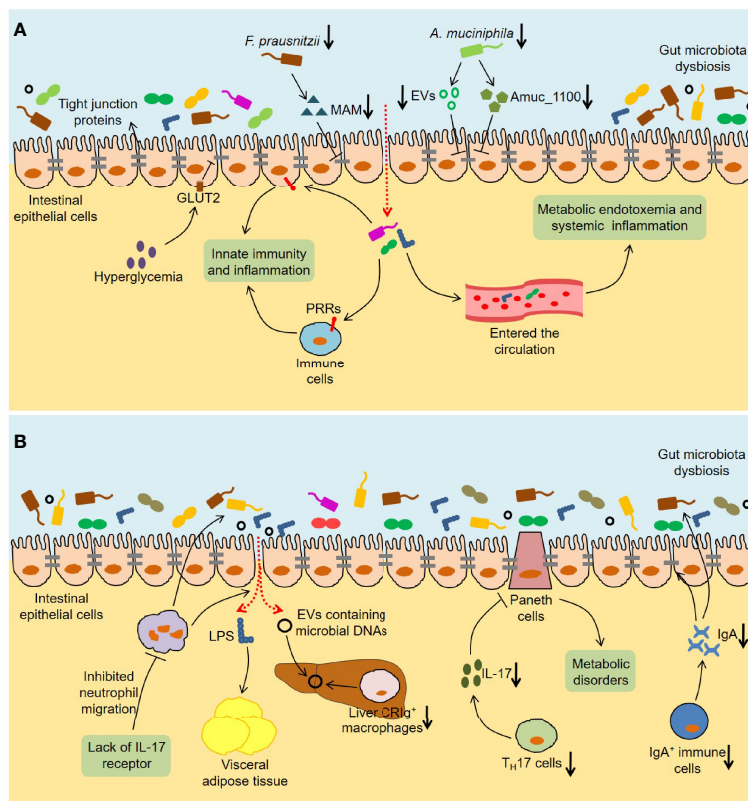 A
F. prausnitzii
A. muciniphila
Gut microbiota
dysbiosis
Tight junction
proteins
MAM
EVs
Amuc_1100
Intestinal
epithelial cells
GLUT2
Hyperglycemia
Innate immunity
and inflammation
Metabolic endotoxemia and
systemic inflammation
PRRs
Immune
cells
Entered the
circulation
B
Gut microbiota
dysbiosis
Intestinal
epithelial cells
Paneth
cells
LPS
EVs containing
microbial DNAs
IgA
Inhibited
neutrophil
migration
IL-17
Metabolic
disorders
Liver CRIg⁺
macrophages
Lack of IL-17
receptor
Visceral
adipose tissue
TH17 cells
IgA⁺ immune
cells